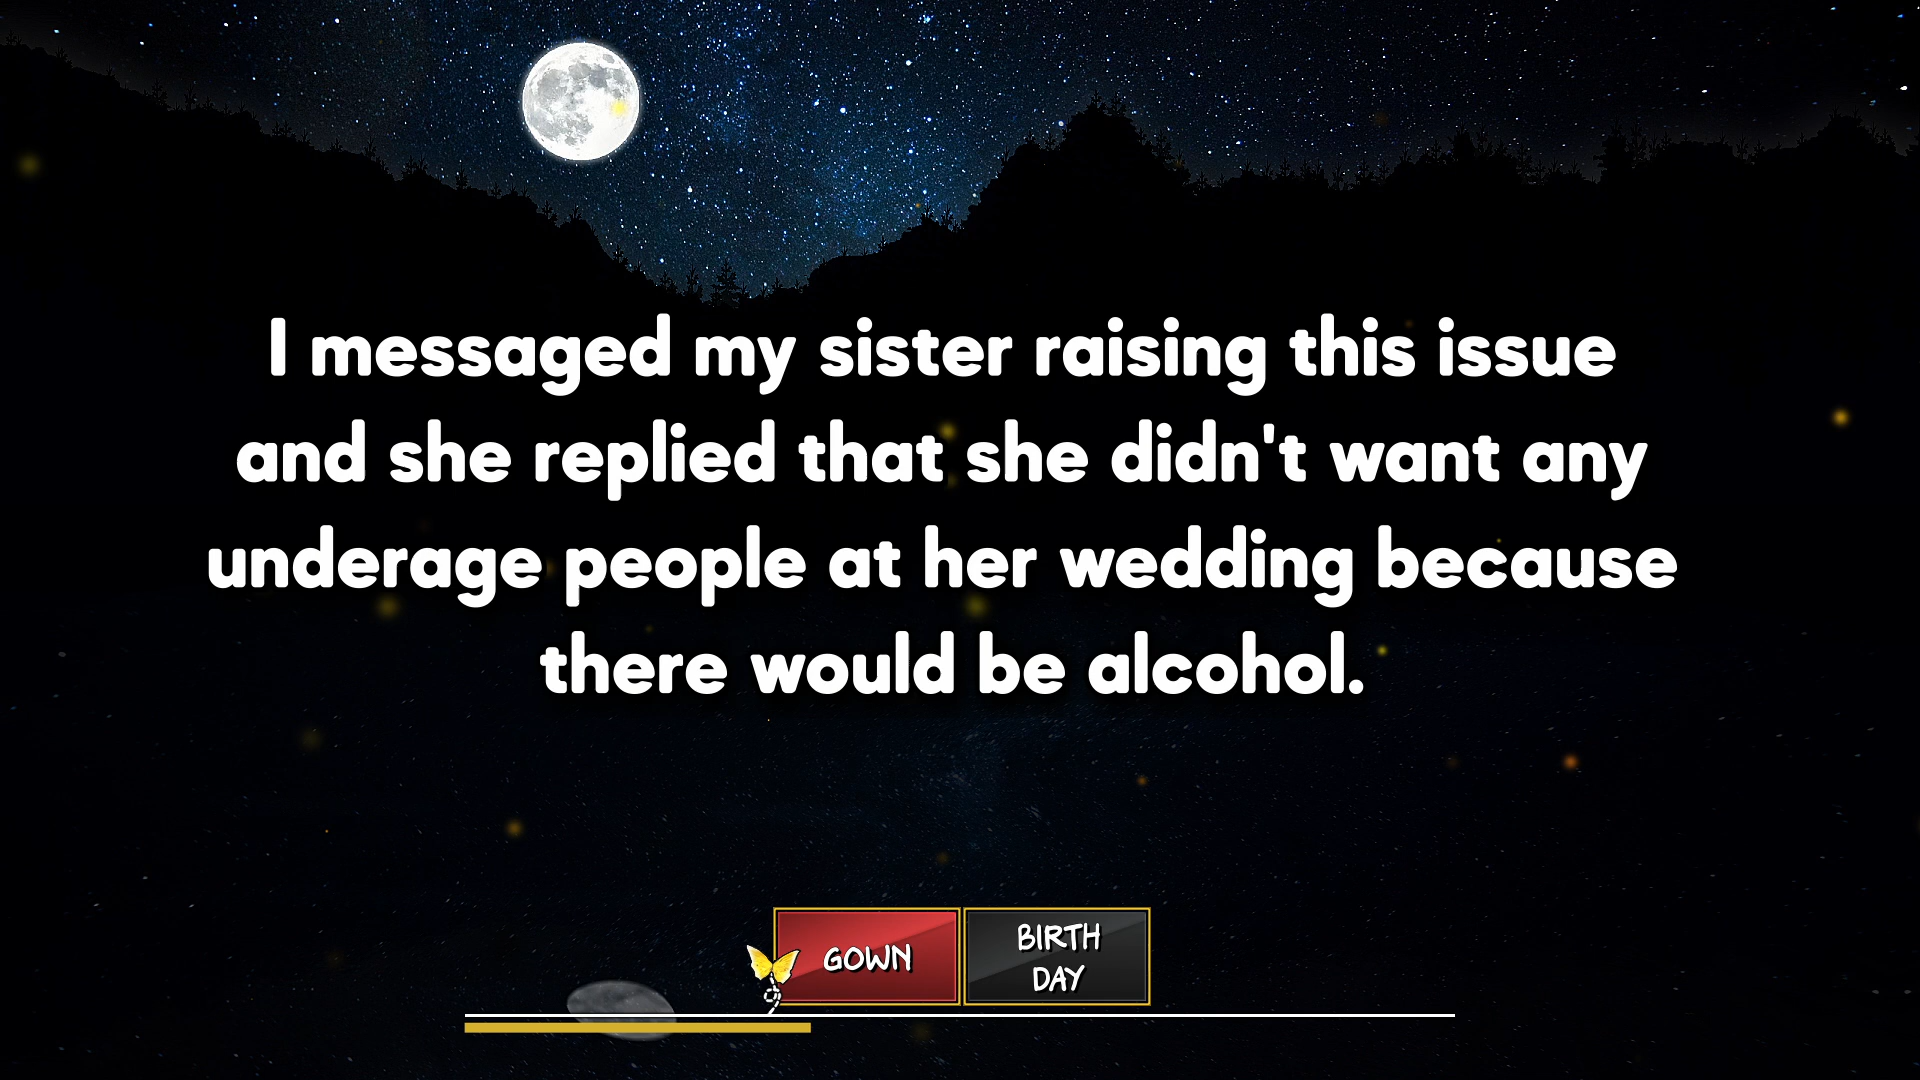 I messaged my sister raising this issue
and she replied that she didn't want any
underage people at her wedding because
there would be alcohol.
GOWN
BIRTH
DAY